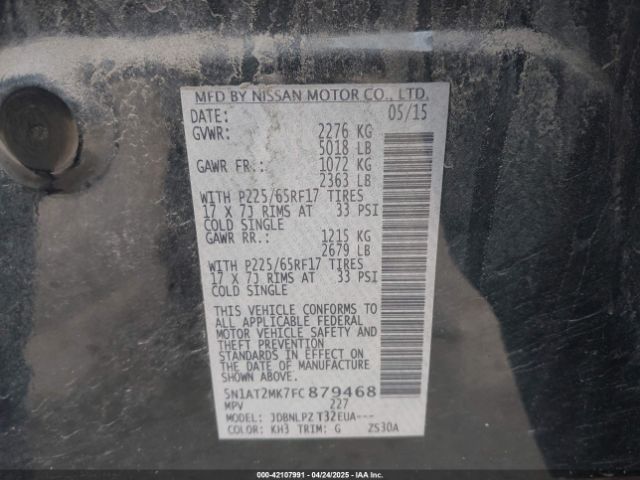 MFD BY NISSAN MOTOR CO., LTD.
DATE: 05/15
GVWR: 2276 KG
5018 LB
GAWR FR.: 1072 KG
2363 LB
WITH P225/65RF17 TIRES
17 X 7J RIMS AT 33 PSI
COLD SINGLE
GAWR RR.: 1215 KG
2679 LB
WITH P225/65RF17 TIRES
17 X 7J RIMS AT 33 PSI
COLD SINGLE
THIS VEHICLE CONFORMS TO
ALL APPLICABLE FEDERAL
MOTOR VEHICLE SAFETY AND
THEFT PREVENTION
STANDARDS IN EFFECT ON
THE DATE OF MANUFACTURE
SHOWN ABOVE.
5N1AT2MK7FC879468
MPV 227
MODEL: JDBNLPZ T32EUA---
COLOR: KH3 TRIM: G ZS30A
000-42107991 - 04/24/2025 - IAAI.COM